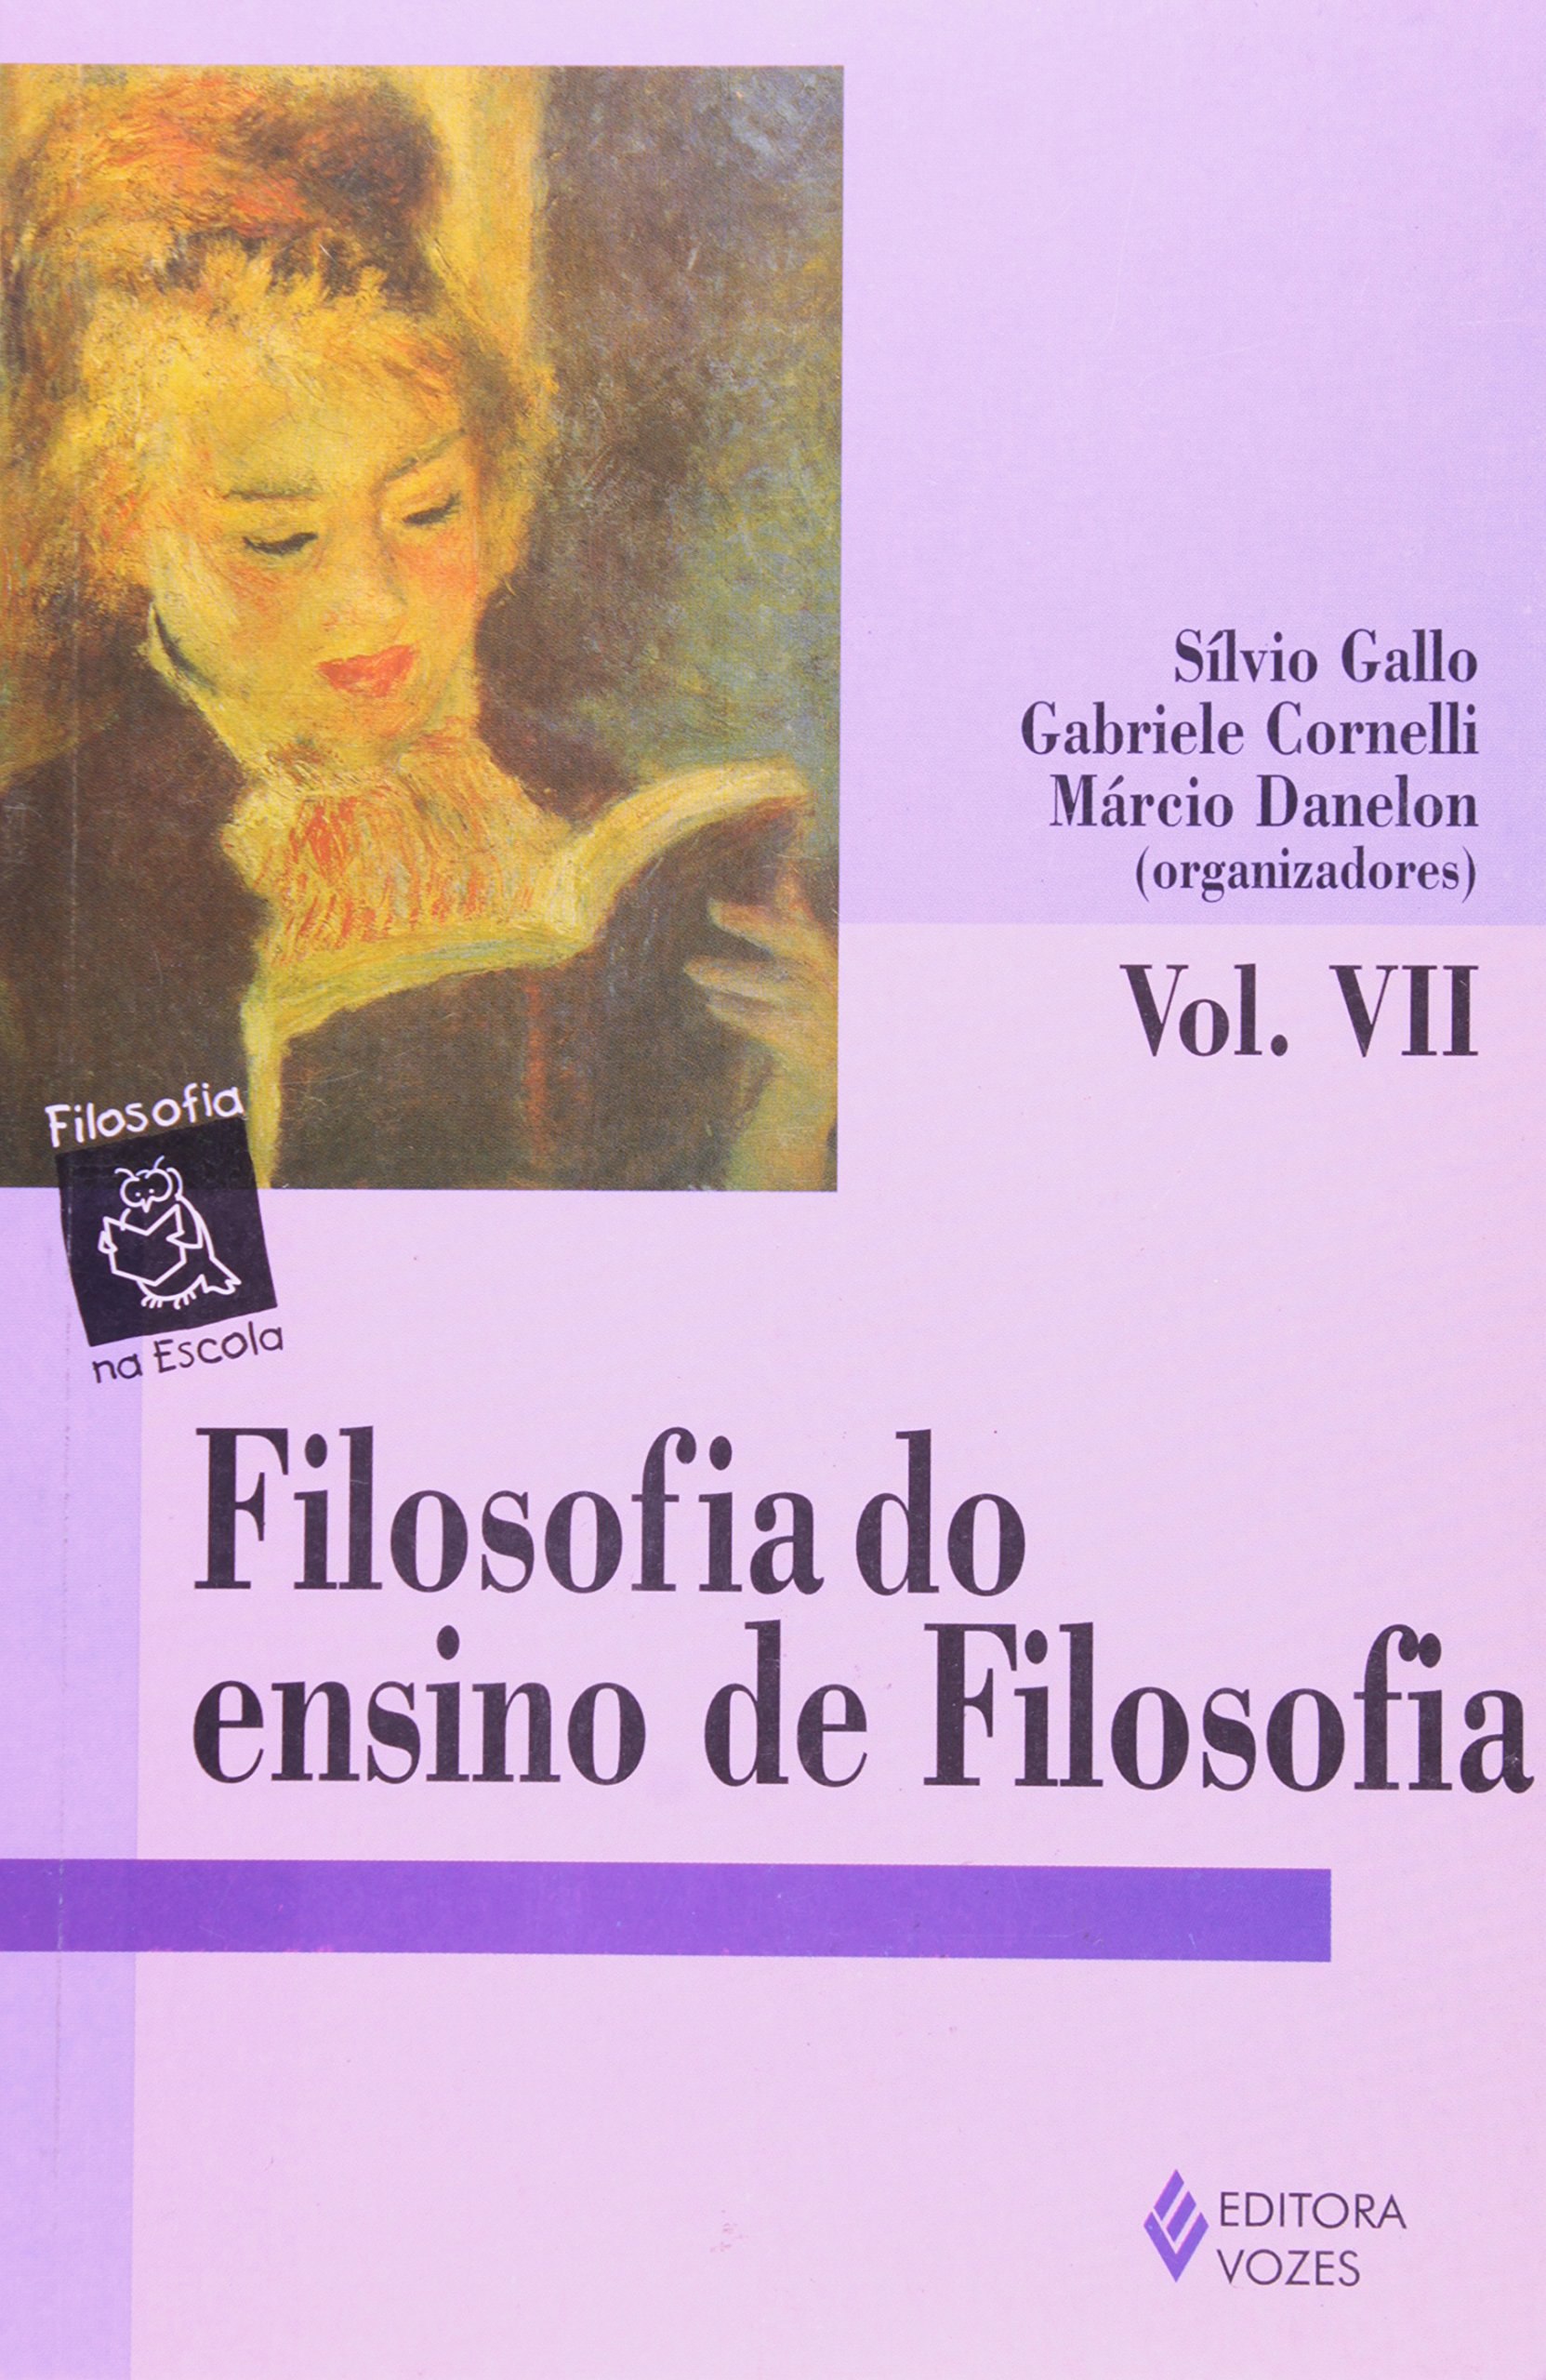 Sílvio Gallo
Gabriele Cornelli
Márcio Danelon
(organizadores)
Vol. VII
Filosofia
na Escola
Filosofia do
ensino de Filosofia
EDITORA
VOZES